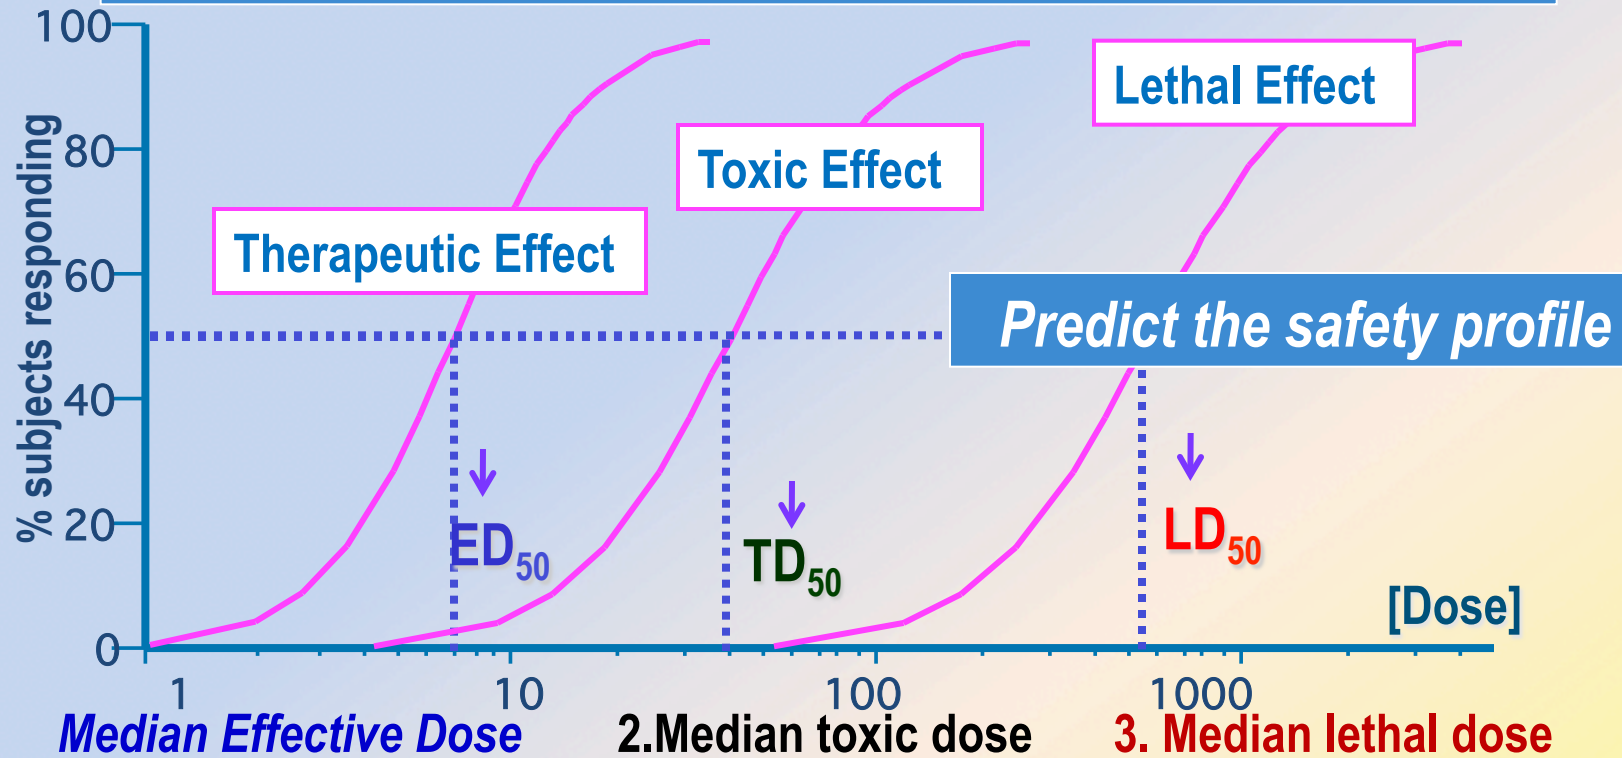 100
80
60
40
20
0
% subjects responding
Lethal Effect
Toxic Effect
Therapeutic Effect
Predict the safety profile
ED50
TD50
LD50
[Dose]
1 10 100 1000
Median Effective Dose 2.Median toxic dose 3. Median lethal dose